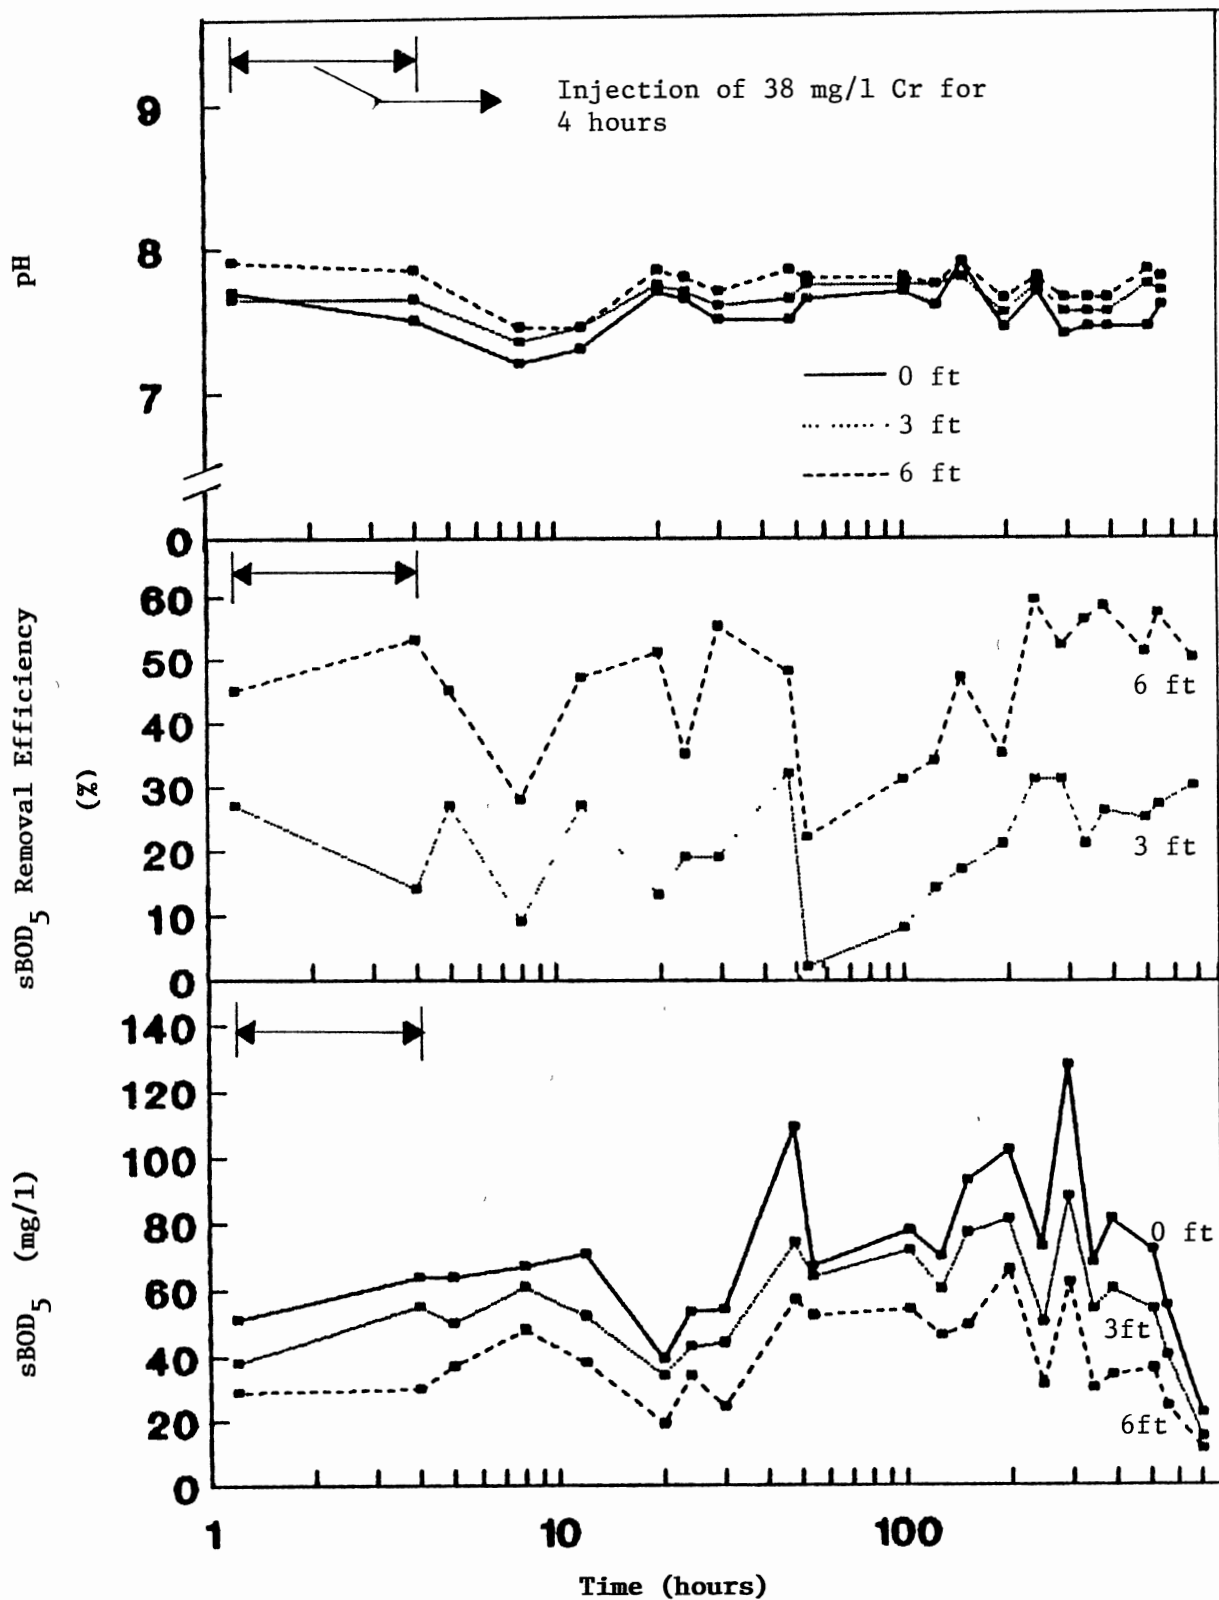 Injection of 38 mg/l Cr for
4 hours
9
8
7
0
pH
0 ft
3 ft
6 ft
60
50
40
30
20
10
0
sBOD5 Removal Efficiency
(%)
6 ft
3 ft
140
120
100
80
60
40
20
0
sBOD5 (mg/l)
0 ft
3ft
6ft
1
10
100
Time (hours)